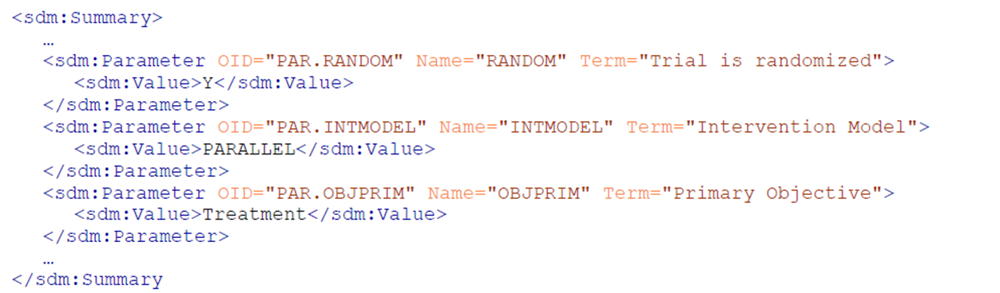 <sdm:Summary>
…
<sdm:Parameter OID="PAR.RANDOM" Name="RANDOM" Term="Trial is randomized">
<sdm:Value>Y</sdm:Value>
</sdm:Parameter>
<sdm:Parameter OID="PAR.INTMODEL" Name="INTMODEL" Term="Intervention Model">
<sdm:Value>PARALLEL</sdm:Value>
</sdm:Parameter>
<sdm:Parameter OID="PAR.OBJPRIM" Name="OBJPRIM" Term="Primary Objective">
<sdm:Value>Treatment</sdm:Value>
</sdm:Parameter>
…
</sdm:Summary